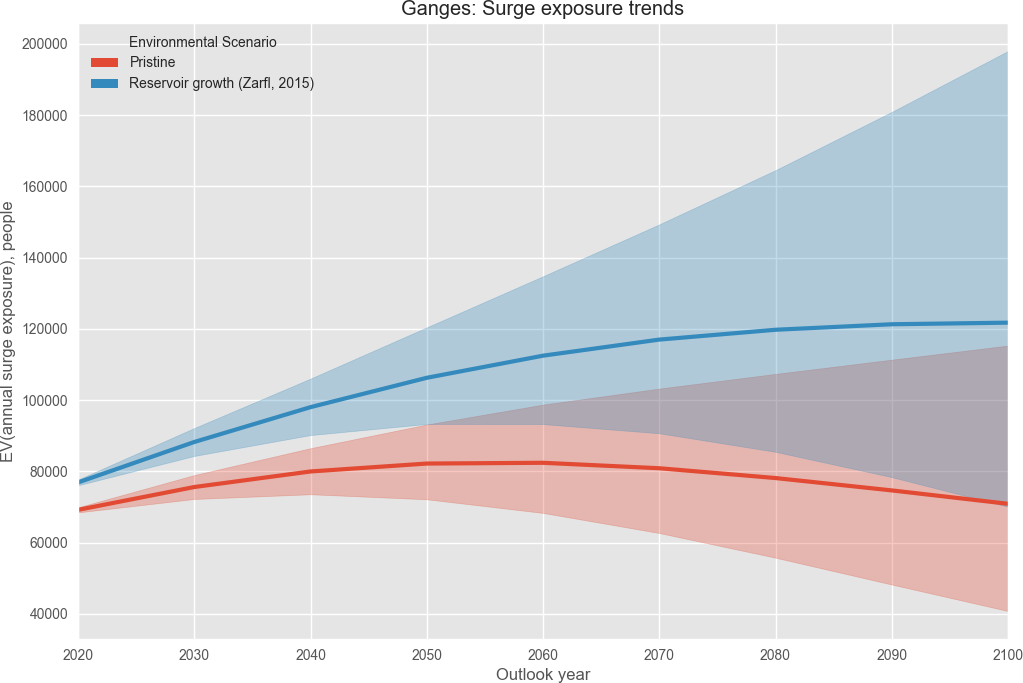 Ganges: Surge exposure trends
Environmental Scenario
Pristine
Reservoir growth (Zarfl, 2015)
EV(annual surge exposure), people
200000
180000
160000
140000
120000
100000
80000
60000
40000
2020 2030 2040 2050 2060 2070 2080 2090 2100
Outlook year